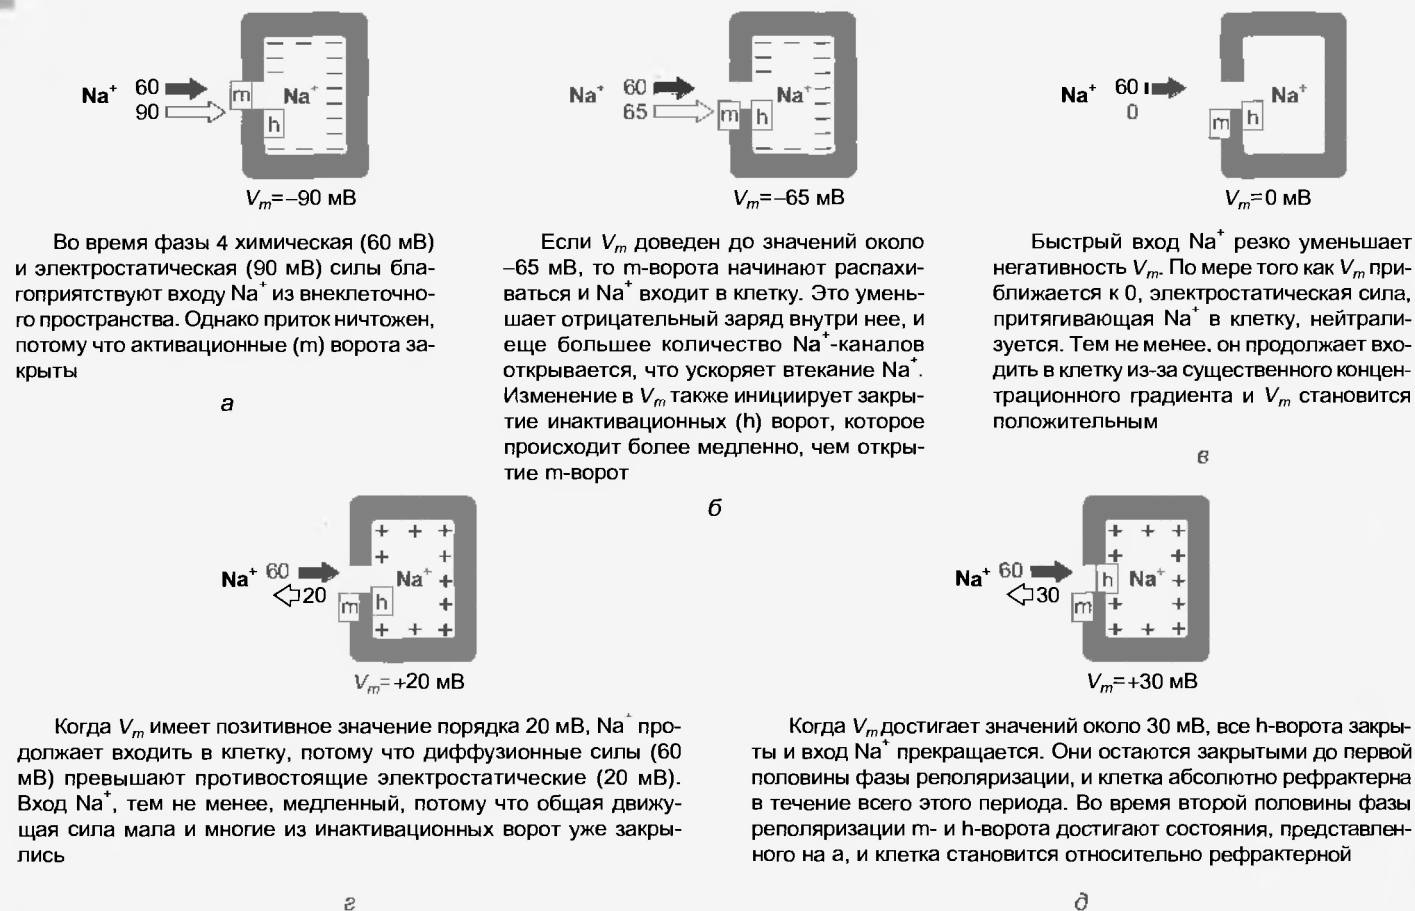 Na⁺
60
90
m
Na⁺
h
Vm=–90 мВ
Во время фазы 4 химическая (60 мВ)
и электростатическая (90 мВ) силы бла-
гоприятствуют входу Na⁺ из внеклеточно-
го пространства. Однако приток ничтожен,
потому что активационные (m) ворота за-
крыты
а
Na⁺
60
65
m
h
Na⁺
Vm=–65 мВ
Если Vm доведен до значений около
–65 мВ, то m-ворота начинают распахи-
ваться и Na⁺ входит в клетку. Это умень-
шает отрицательный заряд внутри нее, и
еще большее количество Na⁺-каналов
открывается, что ускоряет втекание Na⁺.
Изменение в Vm также инициирует закры-
тие инактивационных (h) ворот, которое
происходит более медленно, чем откры-
тие m-ворот
б
Na⁺
60
0
m
h
Na⁺
Vm=0 мВ
Быстрый вход Na⁺ резко уменьшает
негативность Vm. По мере того как Vm при-
ближается к 0, электростатическая сила,
притягивающая Na⁺ в клетку, нейтрали-
зуется. Тем не менее. он продолжает вхо-
дить в клетку из-за существенного концен-
трационного градиента и Vm становится
положительным
в
Na⁺
60
20
m
h
Na⁺
Vm=+20 мВ
Когда Vm имеет позитивное значение порядка 20 мВ, Na⁺ про-
должает входить в клетку, потому что диффузионные силы (60
мВ) превышают противостоящие электростатические (20 мВ).
Вход Na⁺, тем не менее, медленный, потому что общая движу-
щая сила мала и многие из инактивационных ворот уже закры-
лись
г
Na⁺
60
30
m
h
Na⁺
Vm=+30 мВ
Когда Vm достигает значений около 30 мВ, все h-ворота закры-
ты и вход Na⁺ прекращается. Они остаются закрытыми до первой
половины фазы реполяризации, и клетка абсолютно рефрактерна
в течение всего этого периода. Во время второй половины фазы
реполяризации m- и h-ворота достигают состояния, представлен-
ного на а, и клетка становится относительно рефрактерной
д